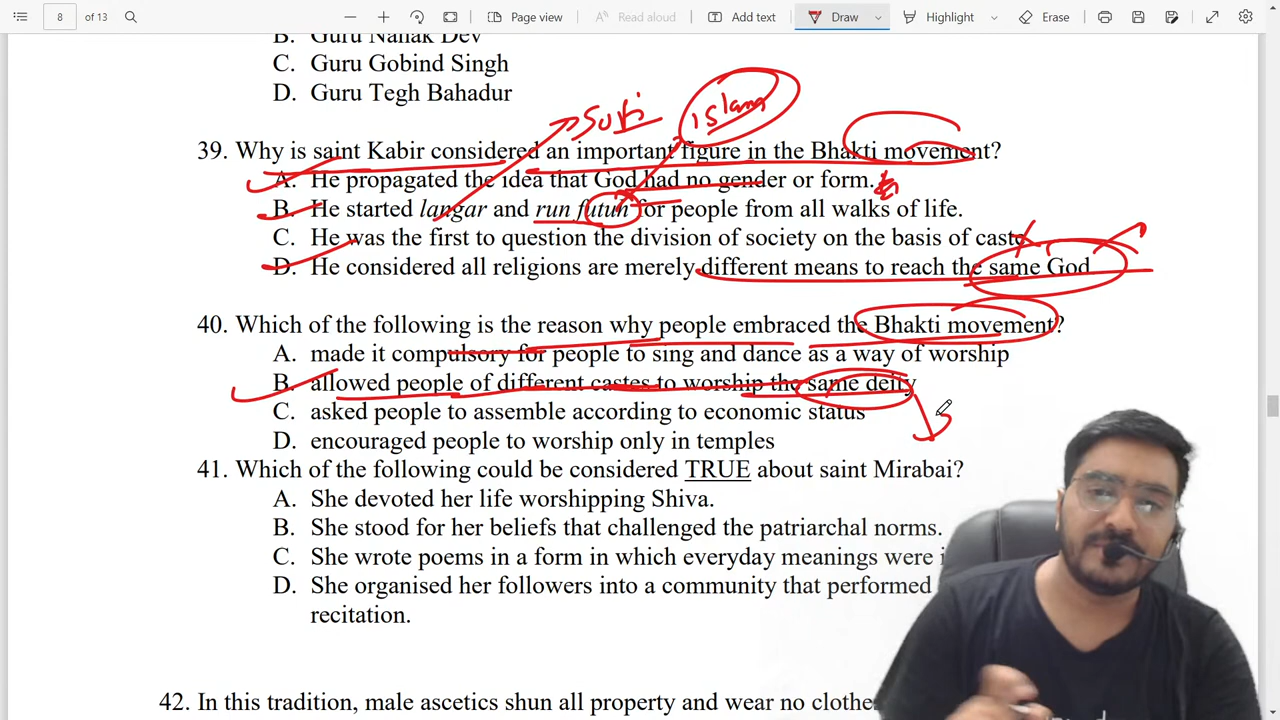 8 of 13 Page view Read aloud Add text Draw Highlight Erase
B. Guru Nanak Dev
C. Guru Gobind Singh
D. Guru Tegh Bahadur
Sufi islam
39. Why is saint Kabir considered an important figure in the Bhakti movement?
A. He propagated the idea that God had no gender or form.
B. He started langar and run futuh for people from all walks of life.
C. He was the first to question the division of society on the basis of caste
D. He considered all religions are merely different means to reach the same God
40. Which of the following is the reason why people embraced the Bhakti movement?
A. made it compulsory for people to sing and dance as a way of worship
B. allowed people of different castes to worship the same deity
C. asked people to assemble according to economic status
D. encouraged people to worship only in temples
41. Which of the following could be considered TRUE about saint Mirabai?
A. She devoted her life worshipping Shiva.
B. She stood for her beliefs that challenged the patriarchal norms.
C. She wrote poems in a form in which everyday meanings were
D. She organised her followers into a community that performed
recitation.
42. In this tradition, male ascetics shun all property and wear no